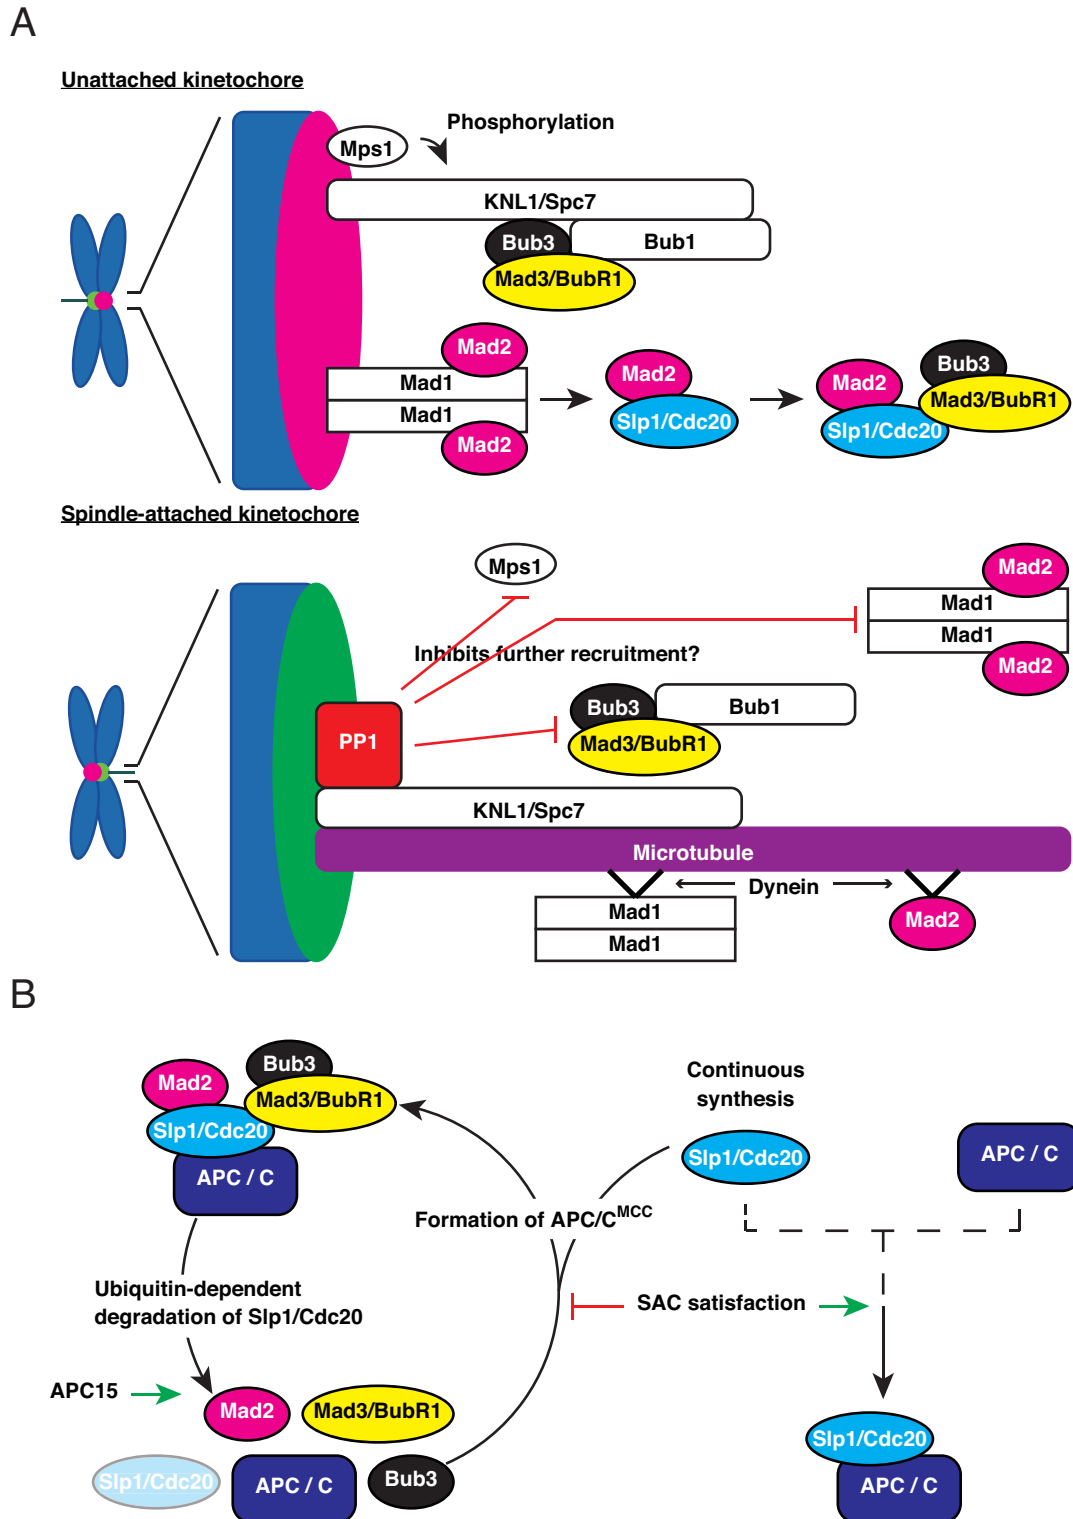 A
Unattached kinetochore
Phosphorylation
Mps1
KNL1/Spc7
Bub3
Bub1
Mad3/BubR1
Mad2
Mad1
Mad1
Mad2
Mad2
Slp1/Cdc20
Bub3
Mad2
Mad3/BubR1
Slp1/Cdc20
Spindle-attached kinetochore
Mps1
Mad2
Mad1
Mad1
Mad2
Inhibits further recruitment?
Bub3
Bub1
Mad3/BubR1
PP1
KNL1/Spc7
Microtubule
Dynein
Mad1
Mad1
Mad2
B
Mad2
Bub3
Mad3/BubR1
Slp1/Cdc20
APC / C
Continuous
synthesis
Slp1/Cdc20
APC / C
Formation of APC/C^MCC
Ubiquitin-dependent
degradation of Slp1/Cdc20
SAC satisfaction
APC15
Mad2
Mad3/BubR1
Slp1/Cdc20
APC / C
Bub3
Slp1/Cdc20
APC / C